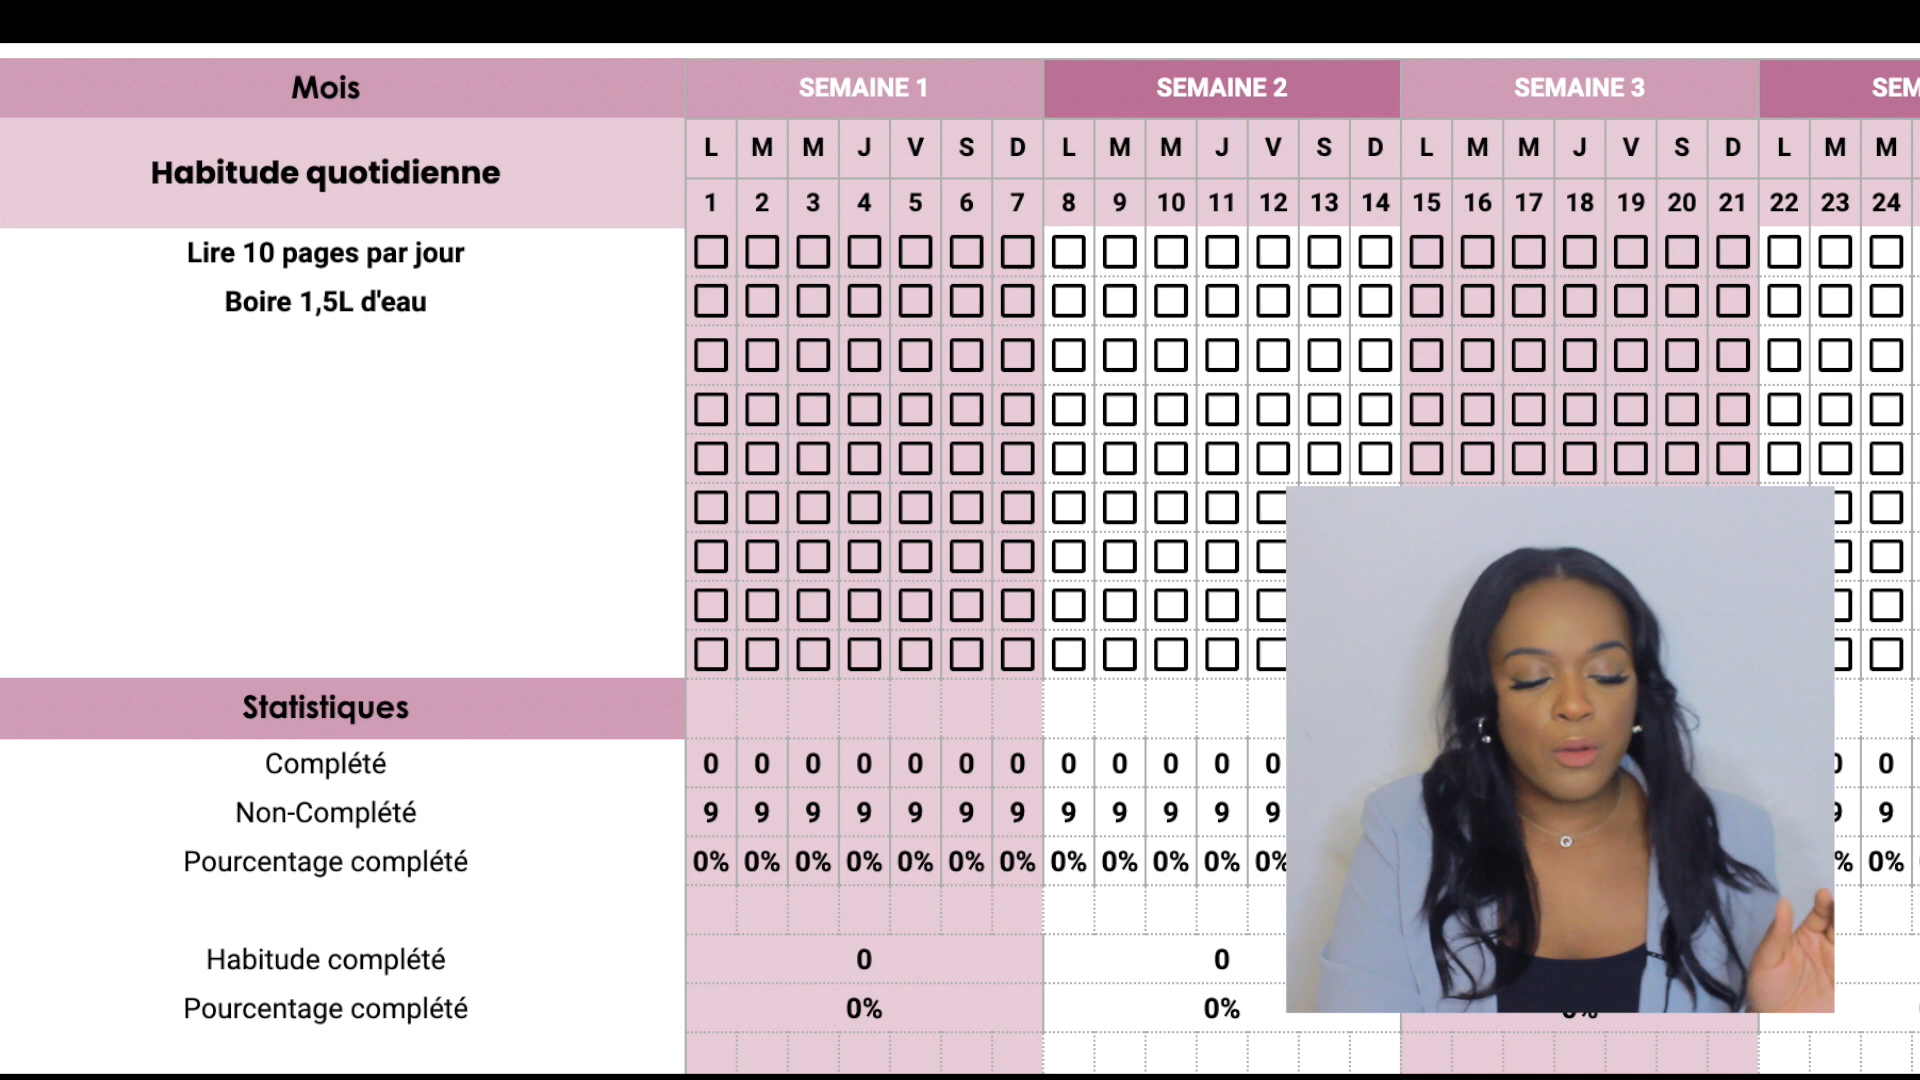 Mois SEMAINE 1 SEMAINE 2 SEMAINE 3 SEM
Habitude quotidienne
L M M J V S D L M M J V S D L M M J V S D L M M
1 2 3 4 5 6 7 8 9 10 11 12 13 14 15 16 17 18 19 20 21 22 23 24
Lire 10 pages par jour
Boire 1,5L d'eau
Statistiques
Complété 0 0 0 0 0 0 0 0 0 0 0 0 0
Non-Complété 9 9 9 9 9 9 9 9 9 9 9 9 9 9
Pourcentage complété 0% 0% 0% 0% 0% 0% 0% 0% 0% 0% 0% 0% % 0%
Habitude complété 0 0
Pourcentage complété 0% 0%